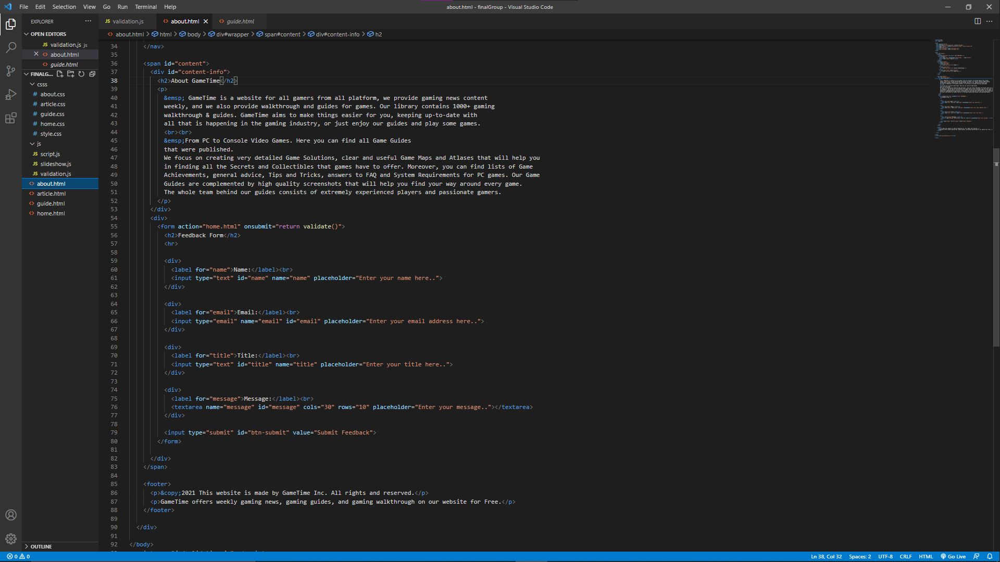 File Edit Selection View Go Run Terminal Help
about.html - finalGroup - Visual Studio Code
EXPLORER
OPEN EDITORS
JS validation.js js
about.html
guide.html
FINALG...
csss
# about.css
# article.css
# guide.css
# home.css
# style.css
js
JS script.js
JS slideshow.js
JS validation.js
<> about.html
<> article.html
<> guide.html
<> home.html
OUTLINE
JS validation.js <> about.html <> guide.html
<> about.html > html > body > div#wrapper > span#content > div#content-info > h2
34 </nav>
35
36 <span id="content">
37 <div id="content-info">
38 <h2>About GameTime</h2>
39 <p>
40 &emsp; GameTime is a website for all gamers from all platform, we provide gaming news content
41 weekly, and we also provide walkthrough and guides for games. Our library contains 1000+ gaming
42 walkthrough & guides. GameTime aims to make things easier for you, keeping up-to-date with
43 all that is happening in the gaming industry, or just enjoy our guides and play some games.
44 <br><br>
45 &emsp;From PC to Console Video Games. Here you can find all Game Guides
46 that were published.
47 We focus on creating very detailed Game Solutions, clear and useful Game Maps and Atlases that will help you
48 in finding all the Secrets and Collectibles that games have to offer. Moreover, you can find lists of Game
49 Achievements, general advice, Tips and Tricks, answers to FAQ and System Requirements for PC games. Our Game
50 Guides are complemented by high quality screenshots that will help you find your way around every game.
51 The whole team behind our guides consists of extremely experienced players and passionate gamers.
52 </p>
53 </div>
54 <div>
55 <form action="home.html" onsubmit="return validate()">
56 <h2>Feedback Form</h2>
57 <hr>
58
59 <div>
60 <label for="name">Name:</label><br>
61 <input type="text" id="name" name="name" placeholder="Enter your name here..">
62 </div>
63
64 <div>
65 <label for="email">Email:</label><br>
66 <input type="email" name="email" id="email" placeholder="Enter your email address here..">
67 </div>
68
69 <div>
70 <label for="title">Title:</label><br>
71 <input type="text" id="title" name="title" placeholder="Enter your title here..">
72 </div>
73
74 <div>
75 <label for="message">Message:</label><br>
76 <textarea name="message" id="message" cols="30" rows="10" placeholder="Enter your message.."></textarea>
77 </div>
78
79 <input type="submit" id="btn-submit" value="Submit Feedback">
80 </form>
81
82 </div>
83 </span>
84
85 <footer>
86 <p>&copy;2021 This website is made by GameTime Inc. All rights and reserved.</p>
87 <p>GameTime offers weekly gaming news, gaming guides, and gaming walkthrough on our website for Free.</p>
88 </footer>
89
90 </div>
91
92 </body>
0 0
Ln 38, Col 32 Spaces: 2 UTF-8 CRLF HTML Go Live